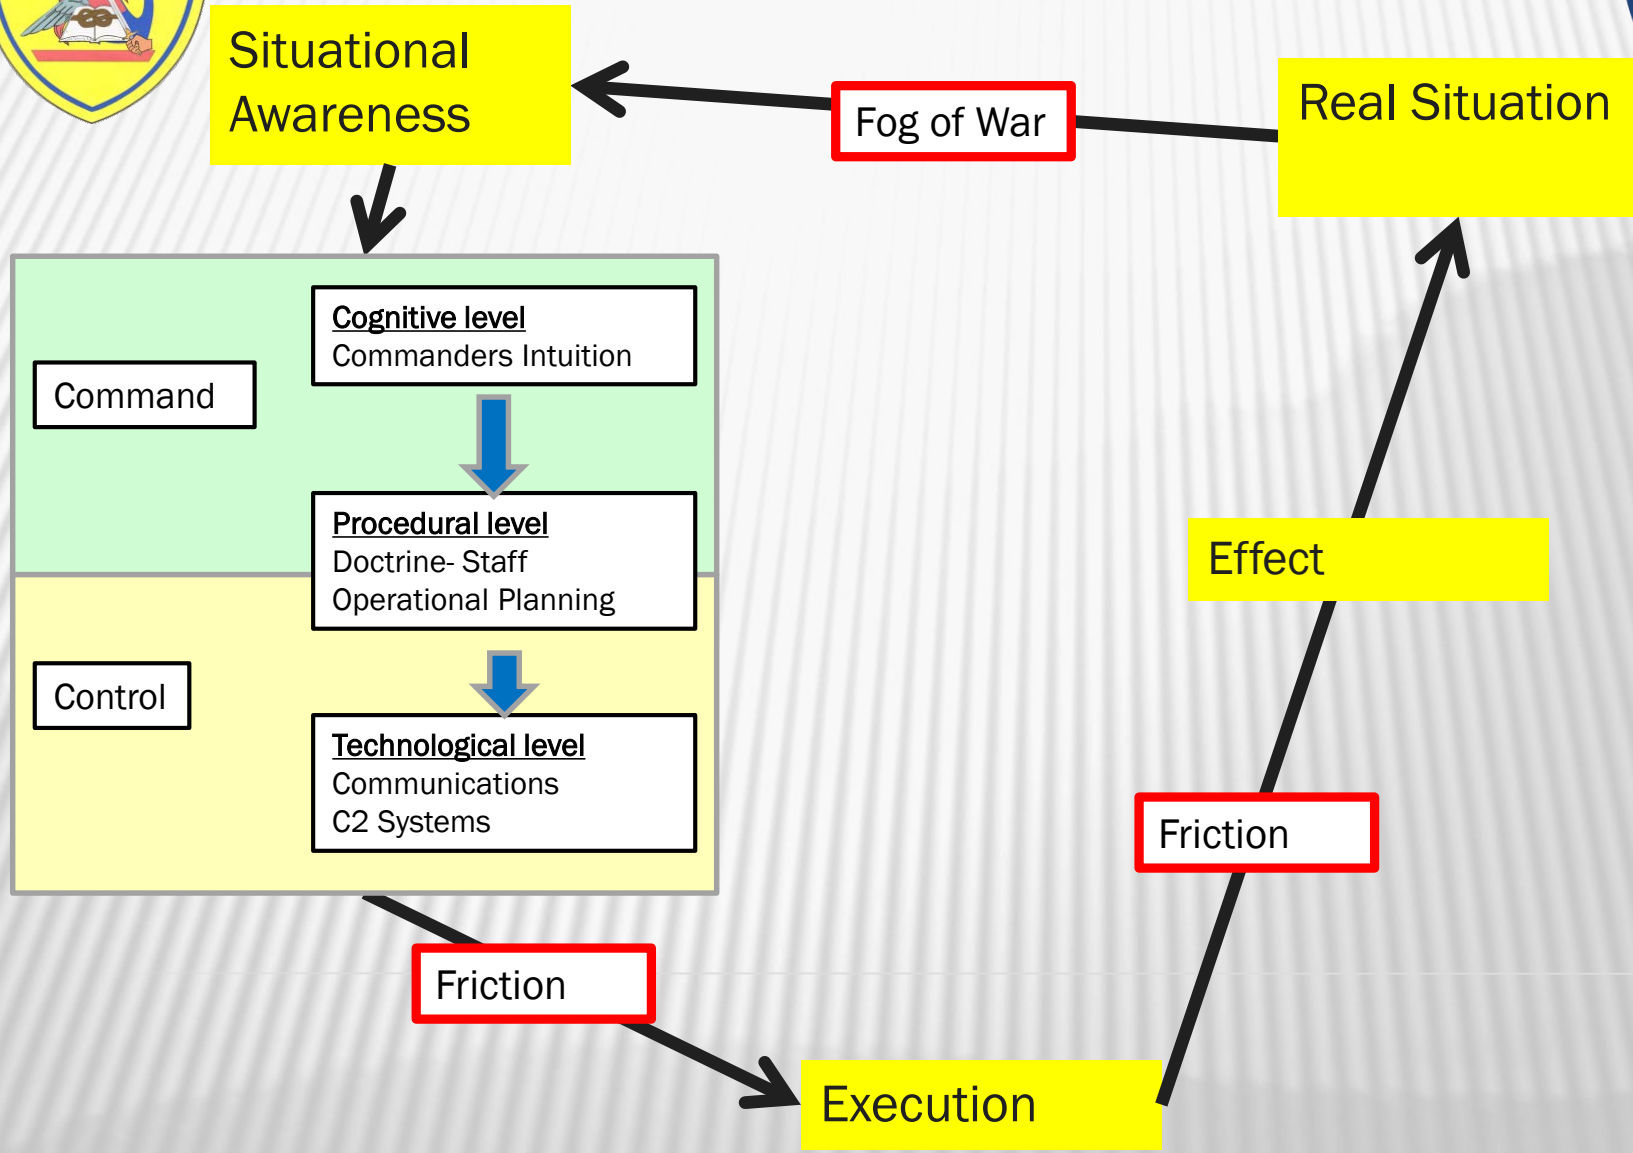 Situational
Awareness
Fog of War
Real Situation
Cognitive level
Commanders Intuition
Command
Procedural level
Doctrine- Staff
Operational Planning
Effect
Control
Technological level
Communications
C2 Systems
Friction
Friction
Execution